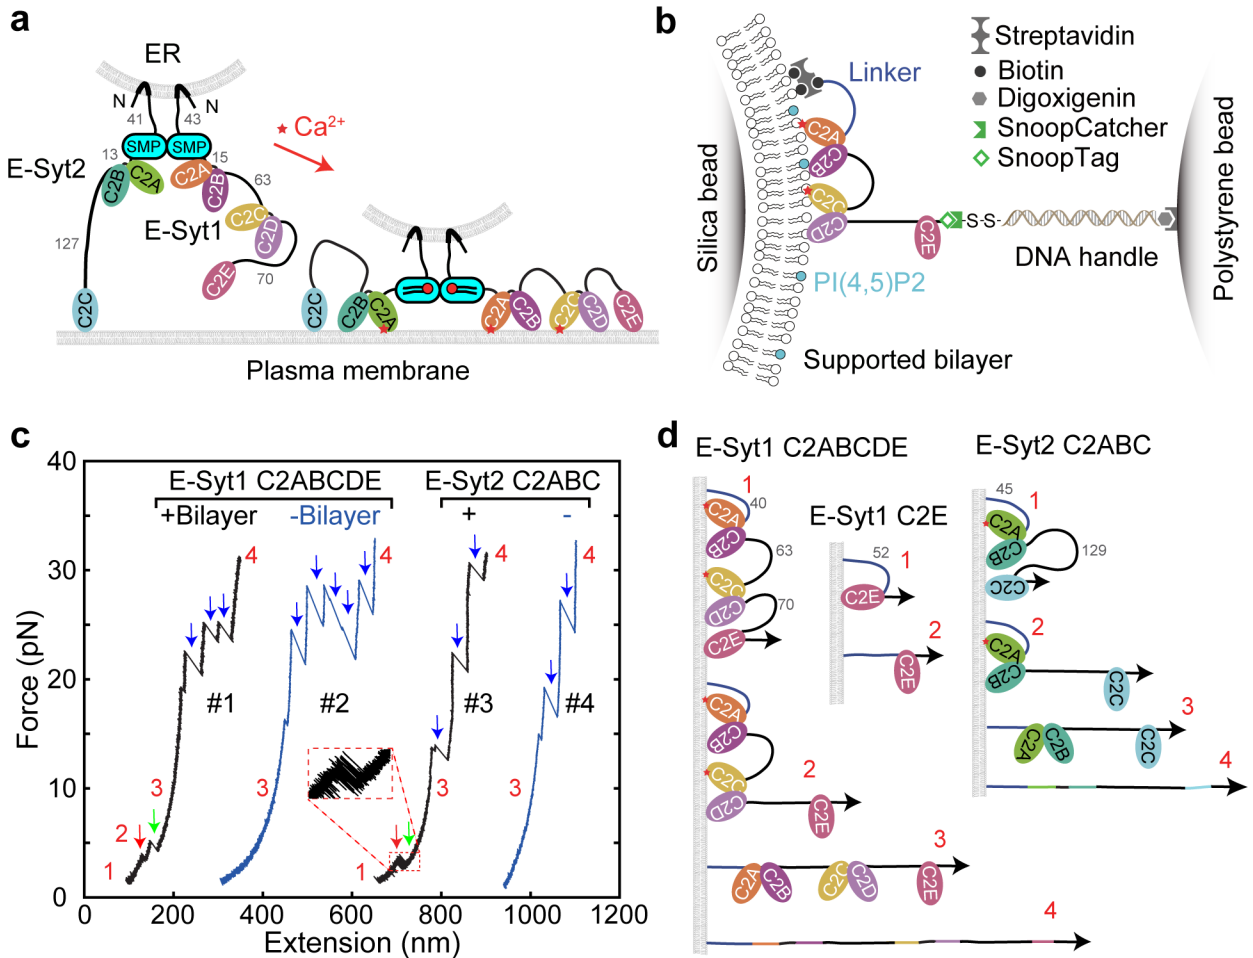 a
ER
N
N
41
43
SMP
SMP
Ca2+
E-Syt2
13
C2B
C2A
C2A
15
C2B
63
C2C
C2D
E-Syt1
127
C2E
70
C2C
C2C
C2B
C2A
C2A
C2B
C2C
C2D
C2E
Plasma membrane
b
Streptavidin
Biotin
Digoxigenin
SnoopCatcher
SnoopTag
Linker
C2A
C2B
C2C
C2D
C2E
-S-S-
DNA handle
Silica bead
Polystyrene bead
PI(4,5)P2
Supported bilayer
c
E-Syt1 C2ABCDE
E-Syt2 C2ABC
+Bilayer
-Bilayer
+
-
4
4
4
4
#1
#2
#3
#4
3
3
3
3
2
1
1
Force (pN)
40
30
20
10
0
0
200
400
600
800
1000
1200
Extension (nm)
d
E-Syt1 C2ABCDE
E-Syt2 C2ABC
1
40
C2A
C2B
63
C2C
C2D
70
C2E
E-Syt1 C2E
52
1
C2E
2
C2E
45
1
C2A
C2B
129
C2C
2
C2A
C2B
C2C
3
C2A
C2B
C2C
4
C2A
C2B
C2C
C2D
2
C2E
3
C2A
C2B
C2C
C2D
C2E
4